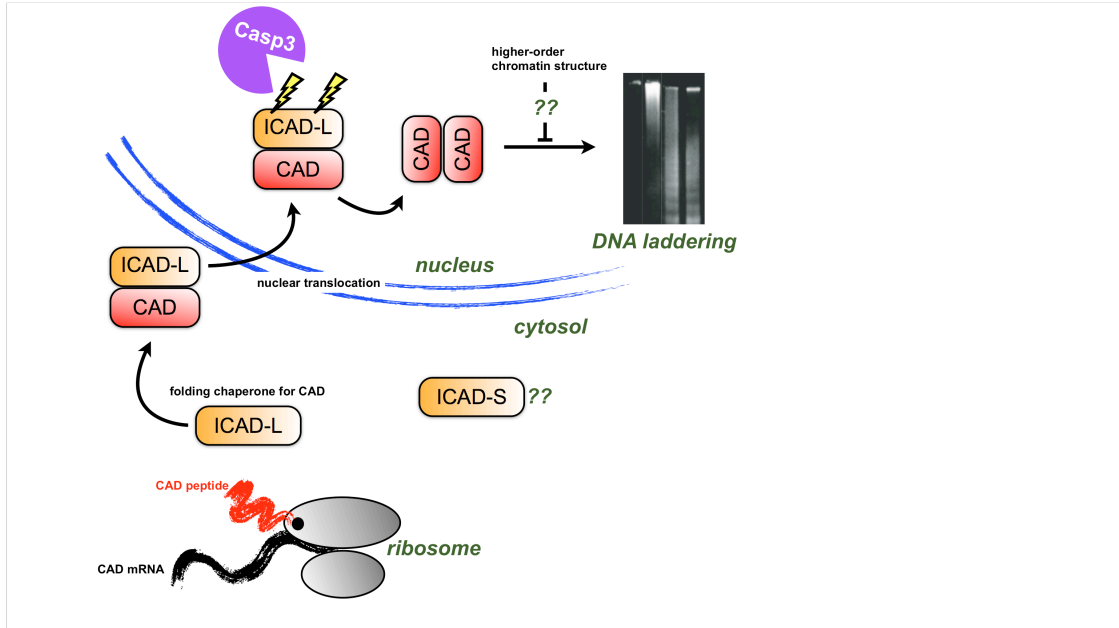 Casp3
higher-order
chromatin structure
??
ICAD-L
CAD
CAD
CAD
DNA laddering
ICAD-L
CAD
nucleus
nuclear translocation
cytosol
folding chaperone for CAD
ICAD-L
ICAD-S
??
CAD peptide
ribosome
CAD mRNA